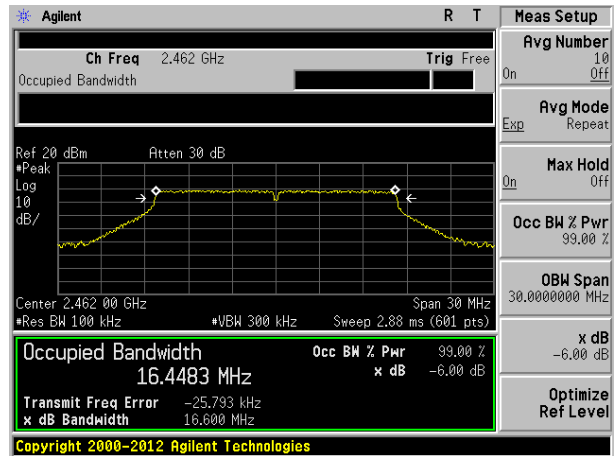 Agilent R T
Ch Freq 2.462 GHz Trig Free
Occupied Bandwidth
Ref 20 dBm Atten 30 dB
#Peak
Log
10
dB/
Center 2.462 00 GHz Span 30 MHz
#Res BW 100 kHz #VBW 300 kHz Sweep 2.88 ms (601 pts)
Occupied Bandwidth Occ BW % Pwr 99.00 %
16.4483 MHz x dB -6.00 dB
Transmit Freq Error -25.793 kHz
x dB Bandwidth 16.600 MHz
Copyright 2000-2012 Agilent Technologies
Meas Setup
Avg Number
10
On Off
Avg Mode
Exp Repeat
Max Hold
On Off
Occ BW % Pwr
99.00 %
OBW Span
30.0000000 MHz
x dB
-6.00 dB
Optimize
Ref Level